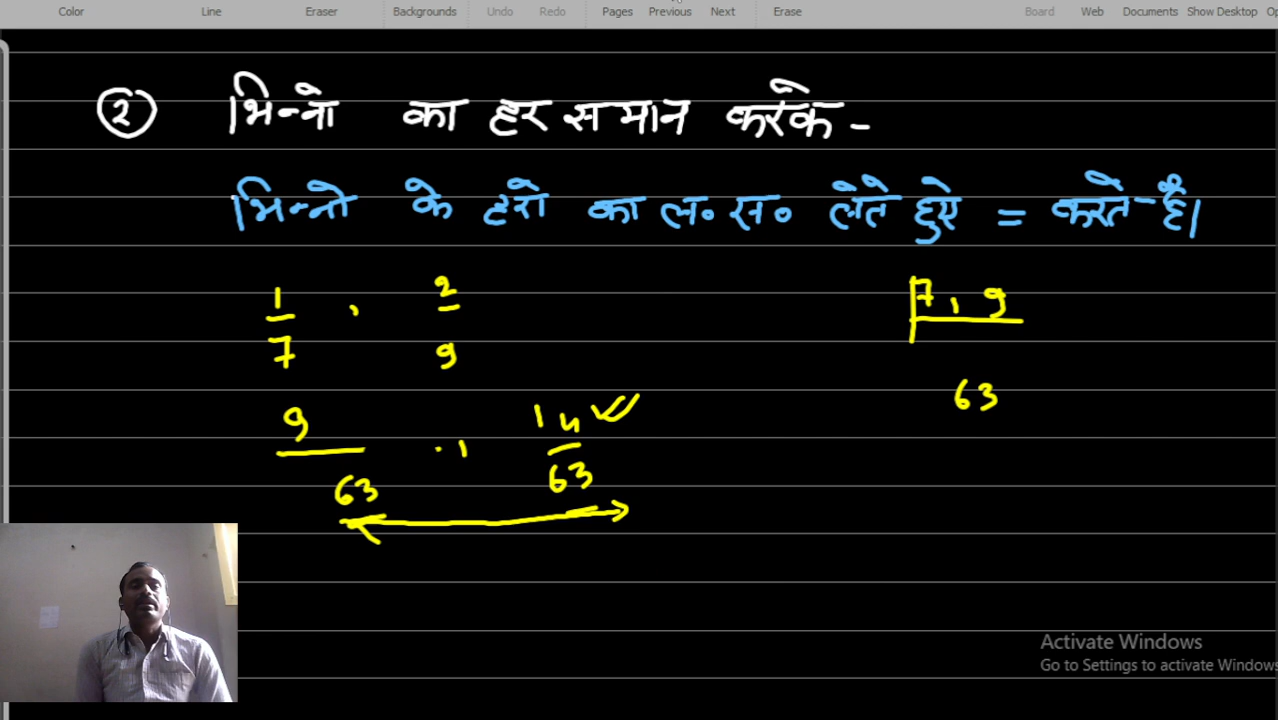 Color Line Eraser Backgrounds Undo Redo Pages Previous Next Erase Board Web Documents Show Desktop Op
② भिन्नो का हर समान करके -
भिन्नो के हरो का ल॰ स॰ लेते हुए = करते है।
1/7 , 2/9
7 , 9
63
9/63 , 14/63
Activate Windows
Go to Settings to activate Windows